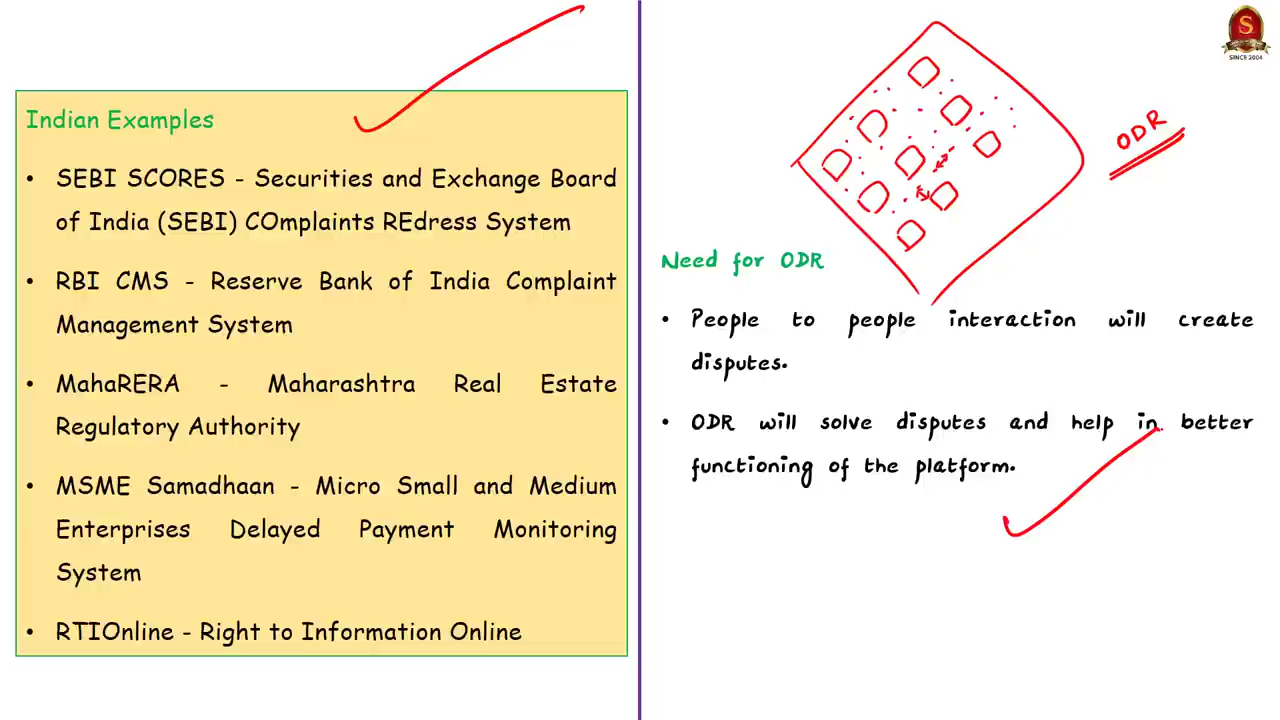 Indian Examples
• SEBI SCORES - Securities and Exchange Board
of India (SEBI) COmplaints REdress System
• RBI CMS - Reserve Bank of India Complaint
Management System
• MahaRERA - Maharashtra Real Estate
Regulatory Authority
• MSME Samadhaan - Micro Small and Medium
Enterprises Delayed Payment Monitoring
System
• RTIOnline - Right to Information Online
S
SINCE 2004
ODR
Need for ODR
• People to people interaction will create
disputes.
• ODR will solve disputes and help in better
functioning of the platform.